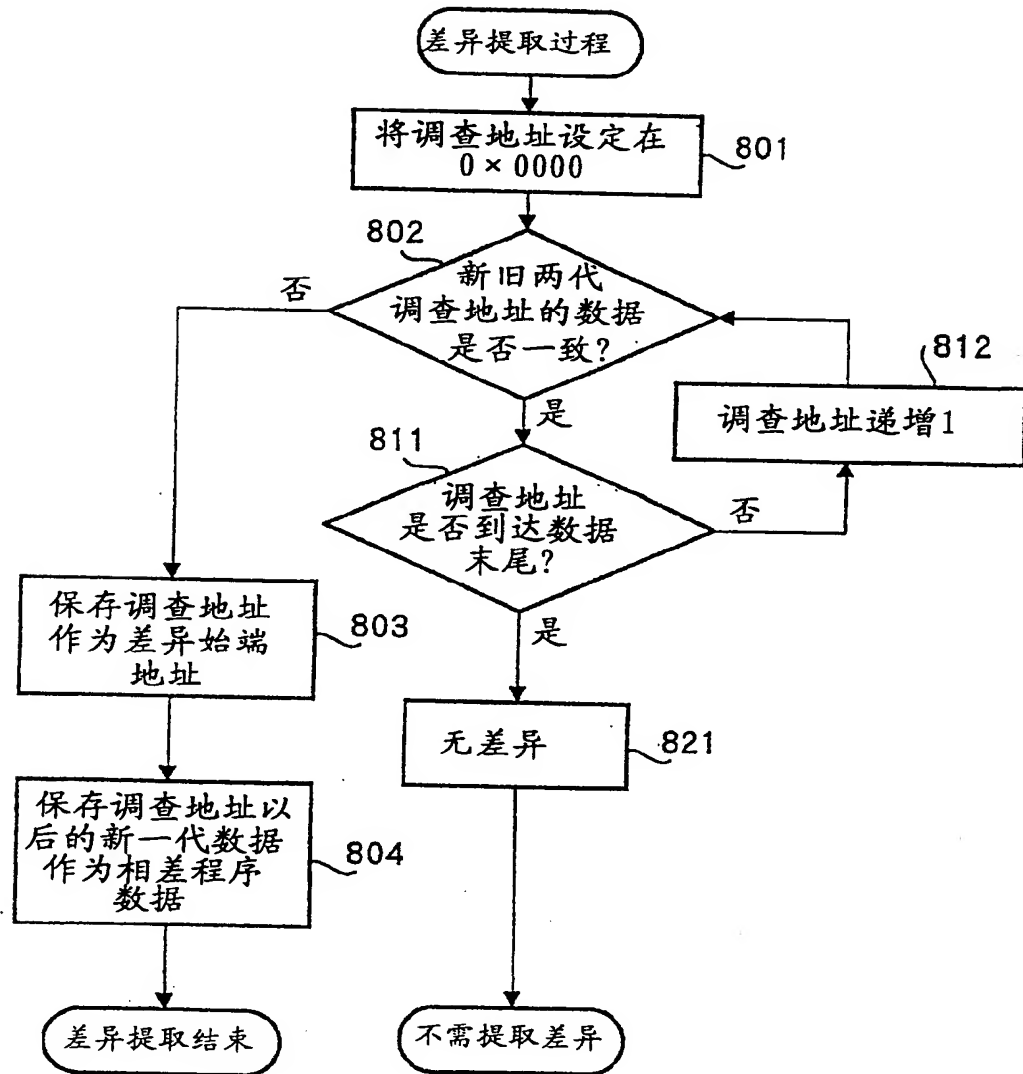 差异提取过程
将调查地址设定在
0×0000
801
802
新旧两代
调查地址的数据
是否一致?
否
是
812
调查地址递增1
811
调查地址
是否到达数据
末尾?
否
是
保存调查地址
作为差异始端
地址
803
无差异
821
保存调查地址以
后的新一代数据
作为相差程序
数据
804
差异提取结束
不需提取差异